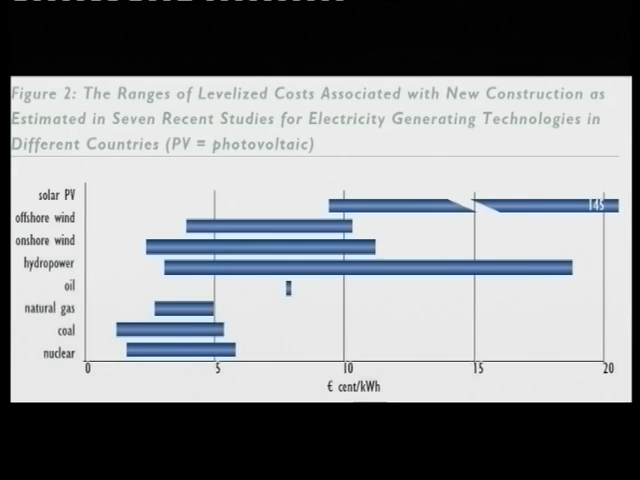 Figure 2: The Ranges of Levelized Costs Associated with New Construction as
Estimated in Seven Recent Studies for Electricity Generating Technologies in
Different Countries (PV = photovoltaic)
solar PV
145
offshore wind
onshore wind
hydropower
oil
natural gas
coal
nuclear
0 5 10 15 20
€ cent/kWh